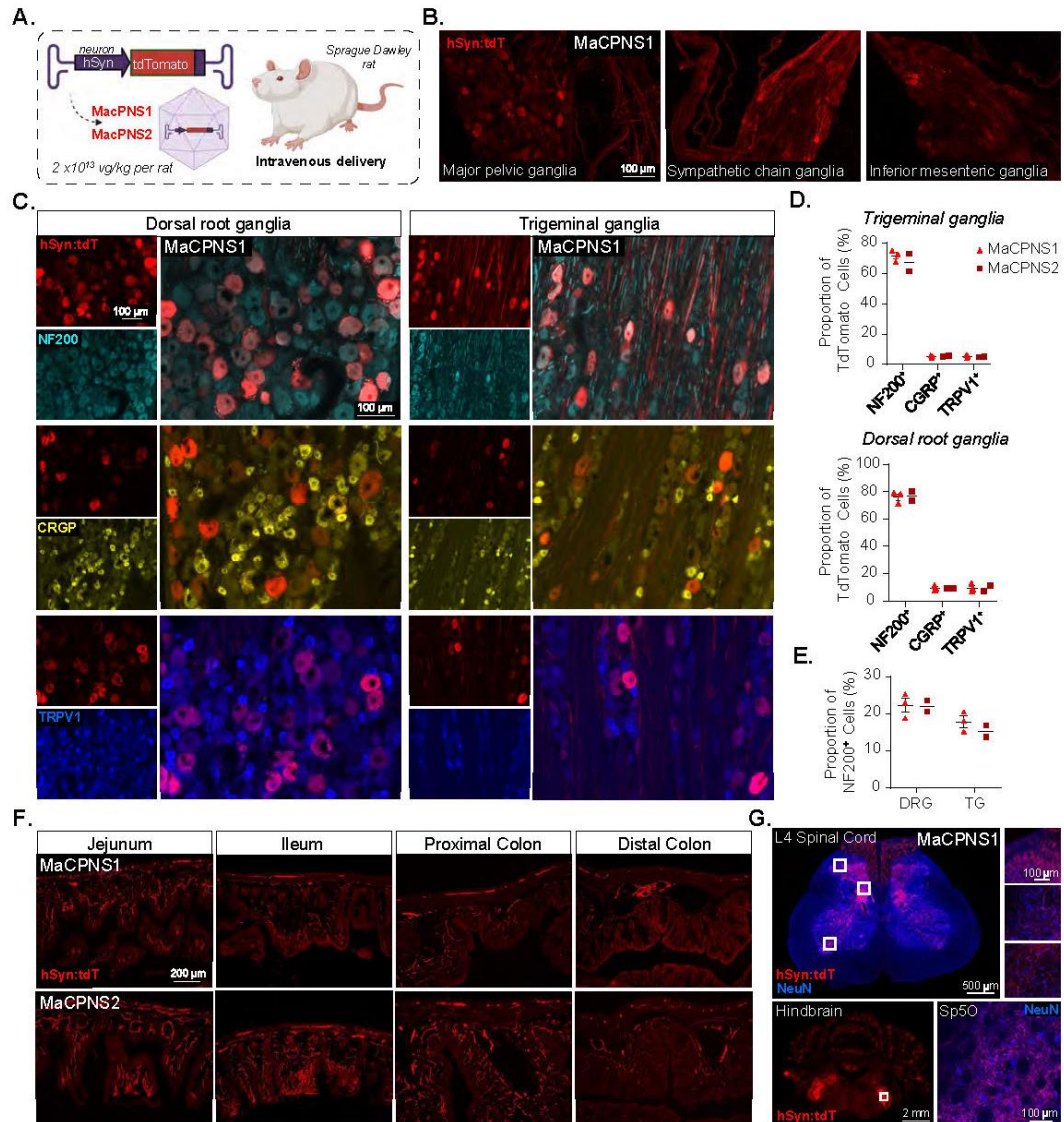 A.
neuron
hSyn
tdTomato
MacPNS1
MacPNS2
2 x10¹³ vg/kg per rat
Sprague Dawley
rat
Intravenous delivery
B.
hSyn:tdT
MaCPNS1
Major pelvic ganglia
100 µm
Sympathetic chain ganglia
Inferior mesenteric ganglia
C.
Dorsal root ganglia
Trigeminal ganglia
hSyn:tdT
100 µm
MaCPNS1
NF200
100 µm
MaCPNS1
CRGP
TRPV1
D.
Trigeminal ganglia
Proportion of
TdTomato Cells (%)
80
60
40
20
0
NF200⁺
CGRP⁺
TRPV1⁺
MaCPNS1
MaCPNS2
Dorsal root ganglia
Proportion of
TdTomato Cells (%)
100
80
60
40
20
0
NF200⁺
CGRP⁺
TRPV1⁺
E.
Proportion of
NF200⁺ Cells (%)
30
20
10
0
DRG
TG
F.
Jejunum
Ileum
Proximal Colon
Distal Colon
MaCPNS1
hSyn:tdT
200 µm
MaCPNS2
G.
L4 Spinal Cord
MaCPNS1
hSyn:tdT
NeuN
500 µm
100 µm
Hindbrain
hSyn:tdT
2 mm
Sp5O
NeuN
100 µm